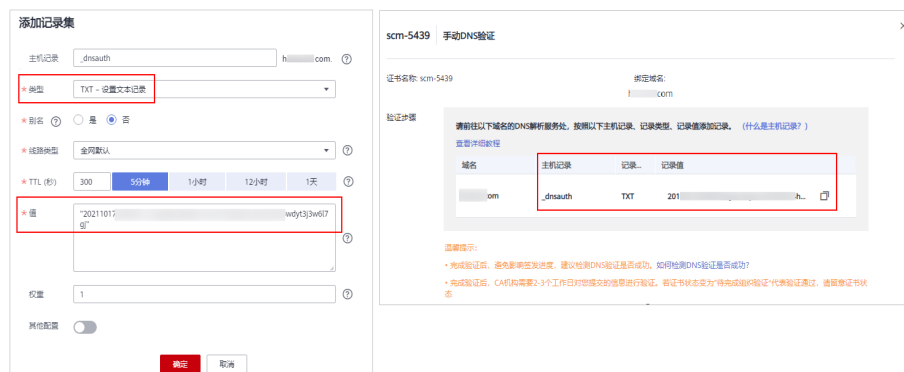 添加记录集
主机记录 _dnsauth h com. ?
* 类型 TXT – 设置文本记录
* 别名 ? 是 否
* 线路类型 全网默认 ?
* TTL (秒) 300 5分钟 1小时 12小时 1天 ?
* 值 "20211017 wdyt3j3w6l7
gj"
?
权重 1 ?
其他配置
确定 取消
scm-5439 手动DNS验证
证书名称: scm-5439 绑定域名:
com
验证步骤
请前往以下域名的DNS解析服务处，按照以下主机记录、记录类型、记录值添加记录。 (什么是主机记录？)
查看详细教程
域名 主机记录 记录... 记录值
om _dnsauth TXT 201 h...
温馨提示:
• 完成验证后，避免影响签发进度，建议检测DNS验证是否成功。如何检测DNS验证是否成功?
• 完成验证后，CA机构需要2-3个工作日对您提交的信息进行验证。若证书状态变为"待完成组织验证"代表验证通过，请留意证书状
态